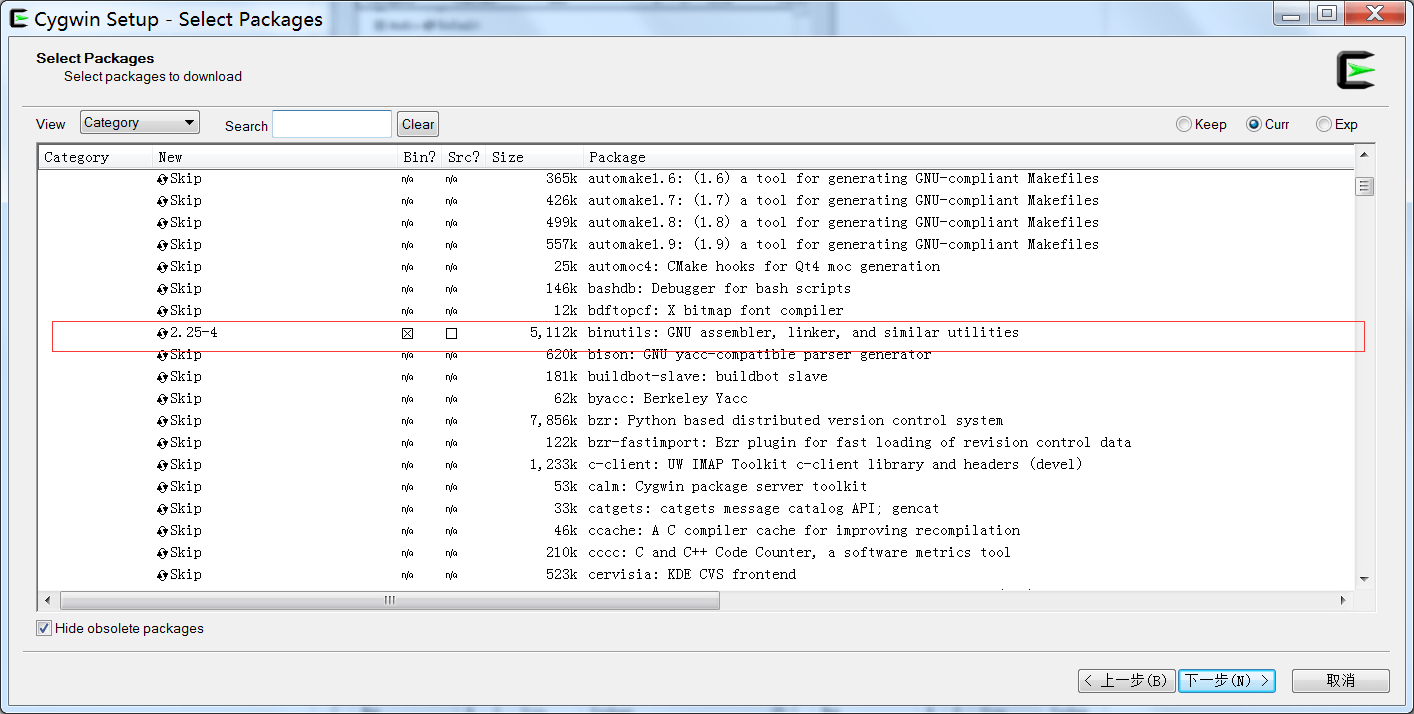 Cygwin Setup - Select Packages
Select Packages
Select packages to download
View Category Search Clear Keep Curr Exp
Category New Bin? Src? Size Package
Skip n/a n/a 365k automake1.6: (1.6) a tool for generating GNU-compliant Makefiles
Skip n/a n/a 426k automake1.7: (1.7) a tool for generating GNU-compliant Makefiles
Skip n/a n/a 499k automake1.8: (1.8) a tool for generating GNU-compliant Makefiles
Skip n/a n/a 557k automake1.9: (1.9) a tool for generating GNU-compliant Makefiles
Skip n/a n/a 25k automoc4: CMake hooks for Qt4 moc generation
Skip n/a n/a 146k bashdb: Debugger for bash scripts
Skip n/a n/a 12k bdftopcf: X bitmap font compiler
2.25-4 5,112k binutils: GNU assembler, linker, and similar utilities
Skip n/a n/a 620k bison: GNU yacc-compatible parser generator
Skip n/a n/a 181k buildbot-slave: buildbot slave
Skip n/a n/a 62k byacc: Berkeley Yacc
Skip n/a n/a 7,856k bzr: Python based distributed version control system
Skip n/a n/a 122k bzr-fastimport: Bzr plugin for fast loading of revision control data
Skip n/a n/a 1,233k c-client: UW IMAP Toolkit c-client library and headers (devel)
Skip n/a n/a 53k calm: Cygwin package server toolkit
Skip n/a n/a 33k catgets: catgets message catalog API; gencat
Skip n/a n/a 46k ccache: A C compiler cache for improving recompilation
Skip n/a n/a 210k cccc: C and C++ Code Counter, a software metrics tool
Skip n/a n/a 523k cervisia: KDE CVS frontend
Hide obsolete packages
< 上一步(B) 下一步(N) > 取消